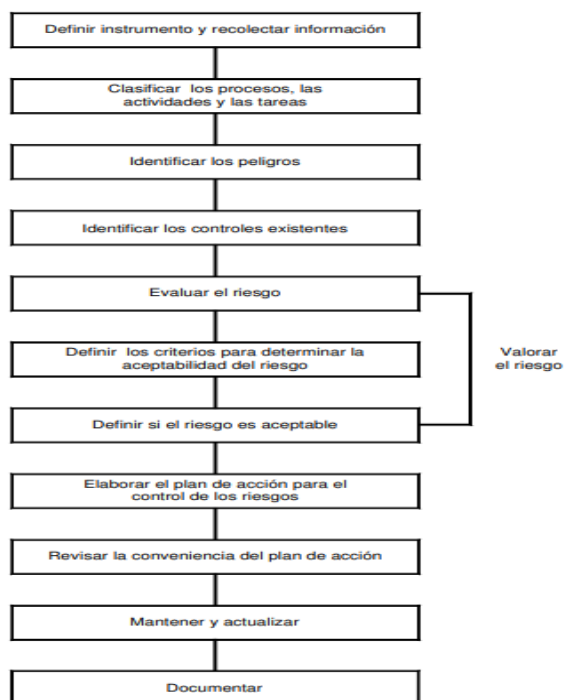 Definir instrumento y recolectar información
Clasificar los procesos, las
actividades y las tareas
Identificar los peligros
Identificar los controles existentes
Evaluar el riesgo
Definir los criterios para determinar la
aceptabilidad del riesgo
Valorar
el riesgo
Definir si el riesgo es aceptable
Elaborar el plan de acción para el
control de los riesgos
Revisar la conveniencia del plan de acción
Mantener y actualizar
Documentar